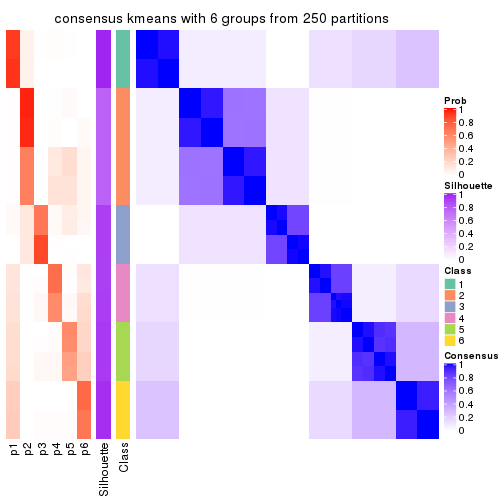 consensus kmeans with 6 groups from 250 partitions
Prob
1
0.8
0.6
0.4
0.2
0
Silhouette
1
0.8
0.6
0.4
0.2
0
Class
1
2
3
4
5
6
Consensus
1
0.8
0.6
0.4
0.2
0
p1
p2
p3
p4
p5
p6
Silhouette
Class